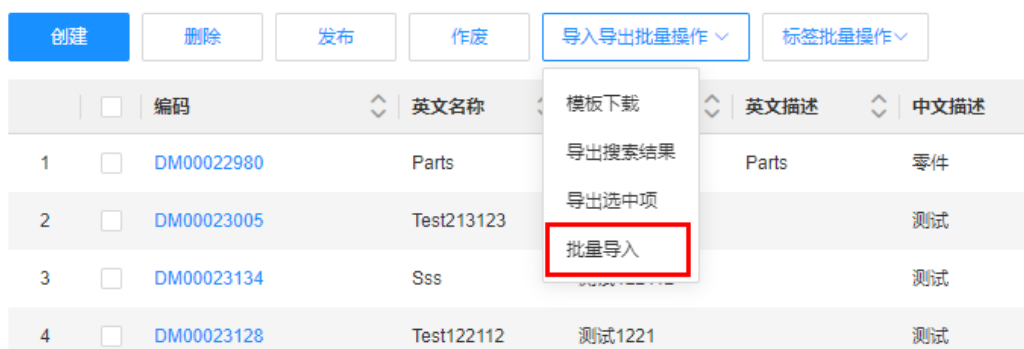 创建 删除 发布 作废 导入导出批量操作 标签批量操作
编码 英文名称 英文描述 中文描述
模板下载
1 DM00022980 Parts Parts 零件
导出搜索结果
导出选中项
2 DM00023005 Test213123 测试
批量导入
3 DM00023134 Sss 测试
4 DM00023128 Test122112 测试1221 测试